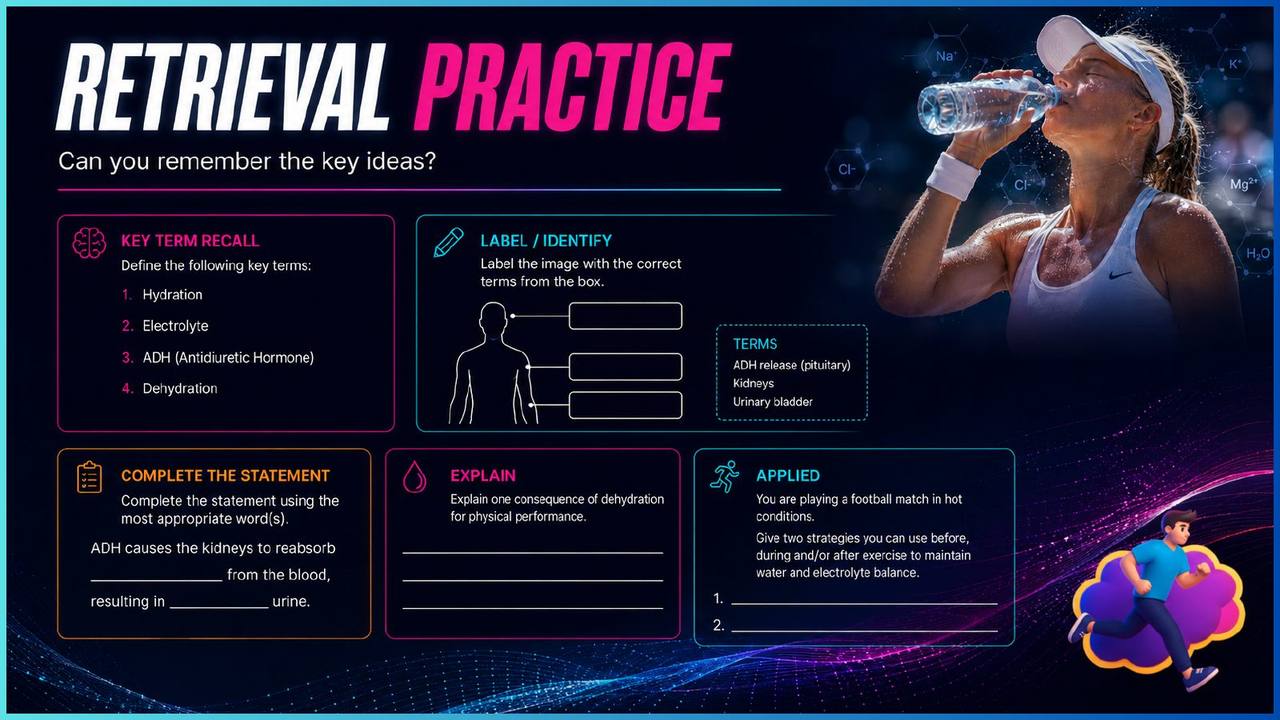 RETRIEVAL PRACTICE
Can you remember the key ideas?
KEY TERM RECALL
Define the following key terms:
1. Hydration
2. Electrolyte
3. ADH (Antidiuretic Hormone)
4. Dehydration
LABEL / IDENTIFY
Label the image with the correct
terms from the box.
TERMS
ADH release (pituitary)
Kidneys
Urinary bladder
Na⁺
K⁺
Cl-
Cl-
Mg²⁺
H₂O
COMPLETE THE STATEMENT
Complete the statement using the
most appropriate word(s).
ADH causes the kidneys to reabsorb
________________ from the blood,
resulting in ____________ urine.
EXPLAIN
Explain one consequence of dehydration
for physical performance.
APPLIED
You are playing a football match in hot
conditions.
Give two strategies you can use before,
during and/or after exercise to maintain
water and electrolyte balance.
1.
2.